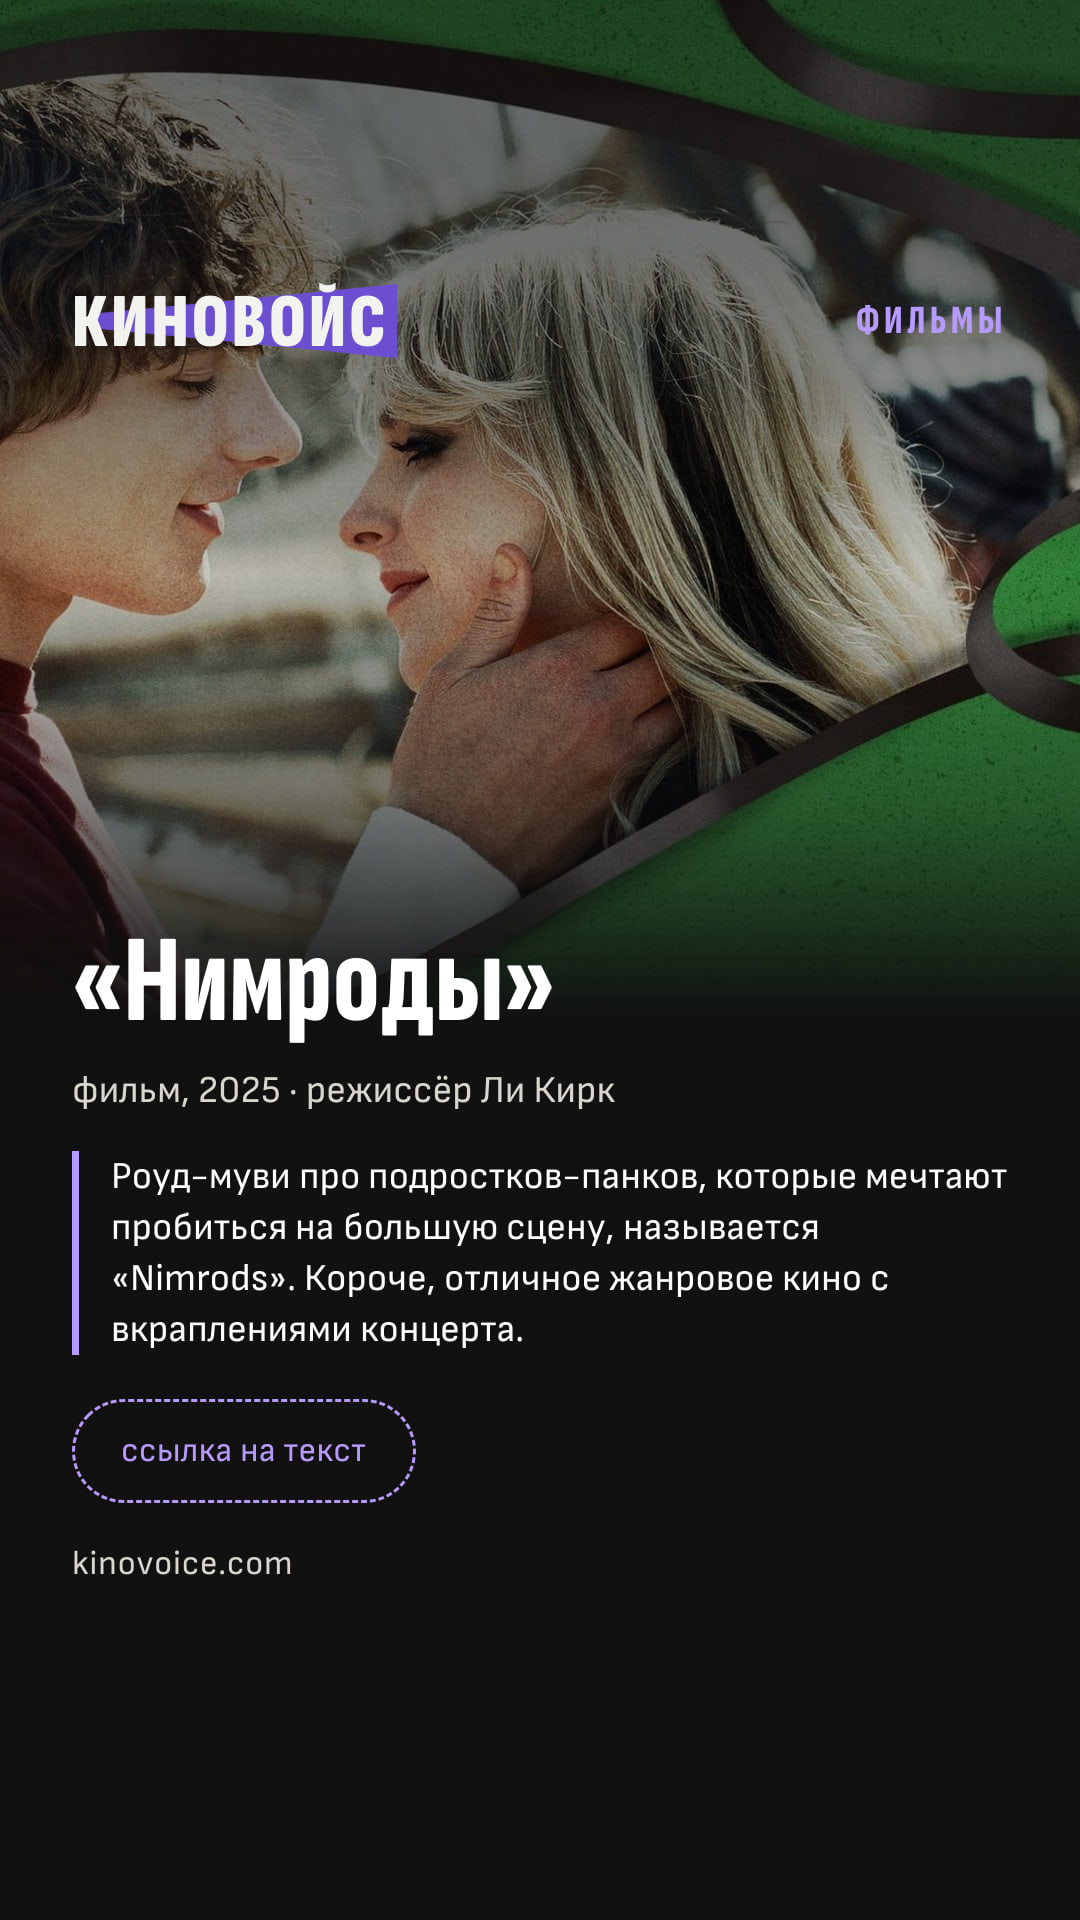 КИНОВОЙС
ФИЛЬМЫ
«Нимроды»
фильм, 2025 · режиссёр Ли Кирк
Роуд-муви про подростков-панков, которые мечтают
пробиться на большую сцену, называется
«Nimrods». Короче, отличное жанровое кино с
вкраплениями концерта.
ссылка на текст
kinovoice.com